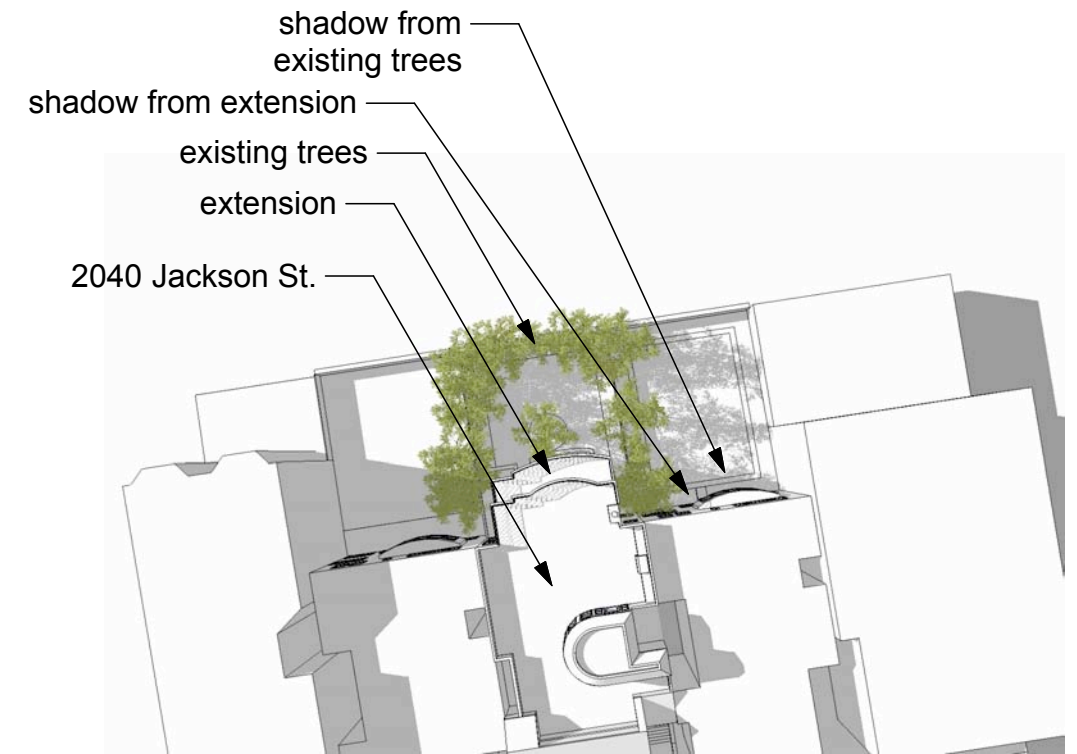 shadow from
existing trees
shadow from extension
existing trees
extension
2040 Jackson St.